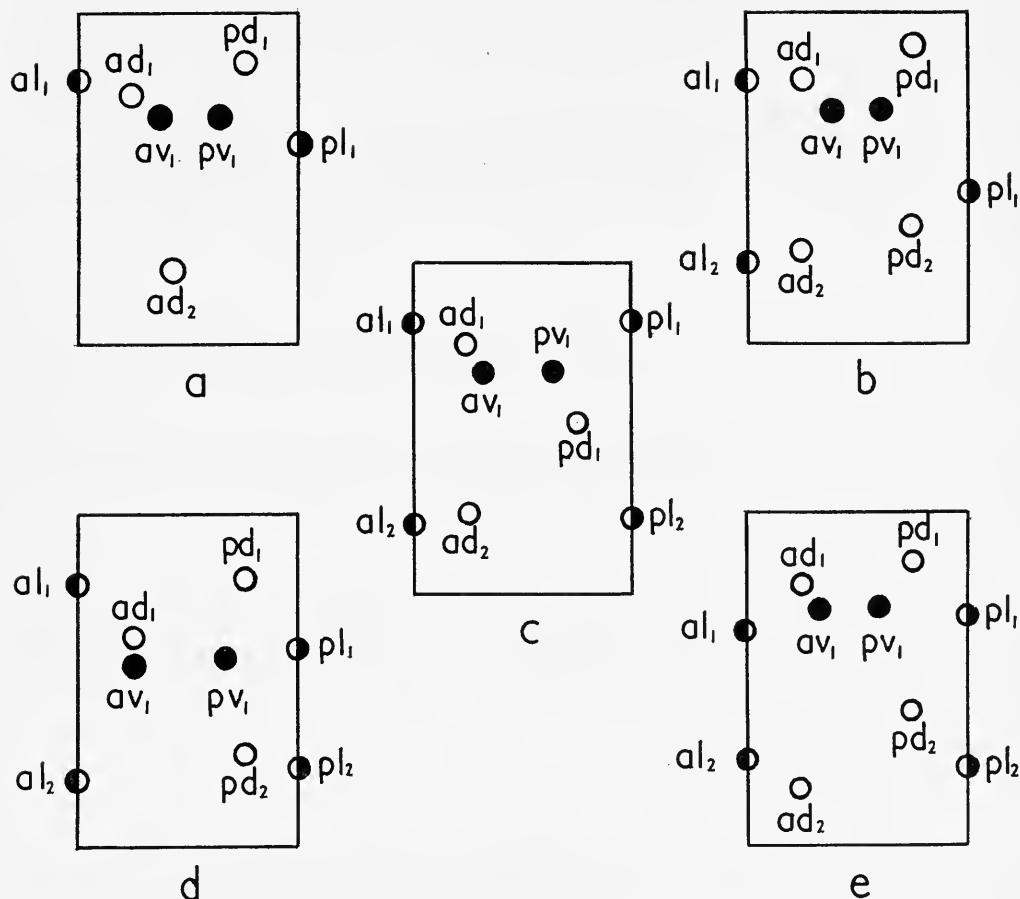 pd₁
ad₁
al₁
av₁ pv₁
pl₁
ad₂
a
pd₁
ad₁
al₁
av₁ pv₁
pl₁
al₂
ad₂
pd₂
b
al₁
ad₁
pv₁
pl₁
av₁
pd₁
al₂
ad₂
pl₂
c
pd₁
al₁
ad₁
pl₁
av₁
pv₁
al₂
pd₂
pl₂
d
pd₁
ad₁
al₁
av₁
pv₁
pl₁
pd₂
al₂
pl₂
ad₂
e